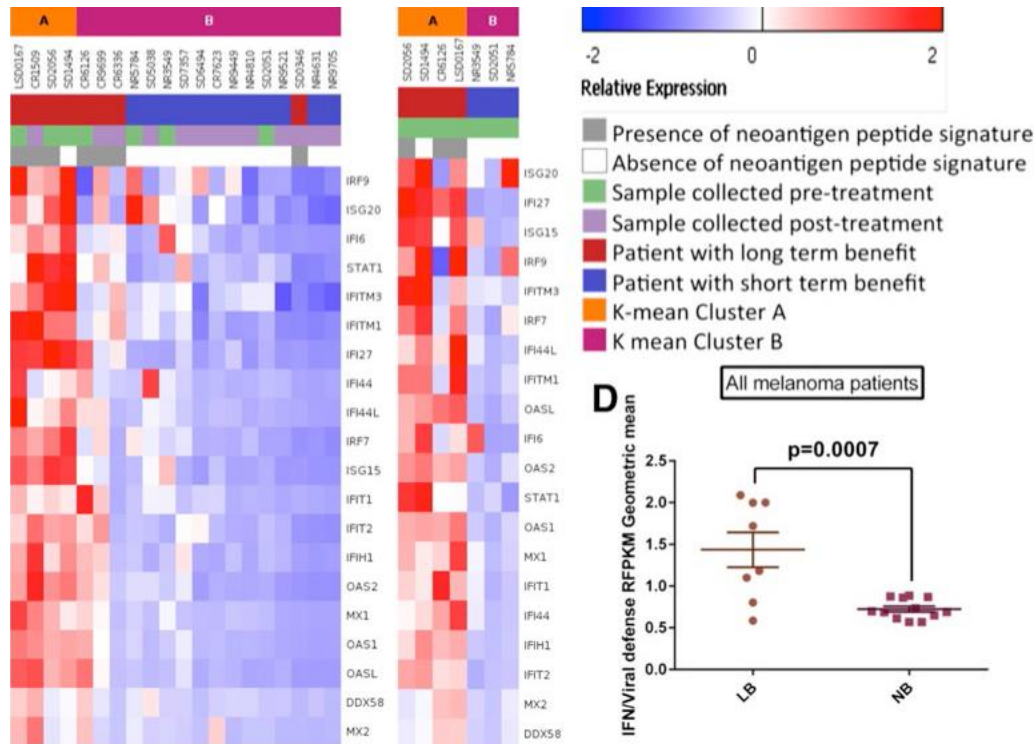 A
B
LSD0167
CR1509
SD2056
SD1494
CR6126
CR9699
CR6336
NR5784
SD5038
NR3549
SD7357
SD6494
CR7623
NR9449
NR4810
SD2051
NR9521
SD0346
NR4631
NR9705
IRF9
ISG20
IFI6
STAT1
IFITM3
IFITM1
IFI27
IFI44
IFI44L
IRF7
ISG15
IFIT1
IFIT2
IFIH1
OAS2
MX1
OAS1
OASL
DDX58
MX2
A
B
SD2056
SD1494
CR6126
LSD0167
NR3549
SD2051
NR5784
ISG20
IFI27
ISG15
IRF9
IFITM3
IRF7
IFI44L
IFITM1
OASL
IFI6
OAS2
STAT1
OAS1
MX1
IFIT1
IFI44
IFIH1
IFIT2
MX2
DDX58
-2 0 2
Relative Expression
Presence of neoantigen peptide signature
Absence of neoantigen peptide signature
Sample collected pre-treatment
Sample collected post-treatment
Patient with long term benefit
Patient with short term benefit
K-mean Cluster A
K mean Cluster B
D
All melanoma patients
p=0.0007
IFN/Viral defense RFPKM Geometric mean
2.5
2.0
1.5
1.0
0.5
0.0
LB
NB